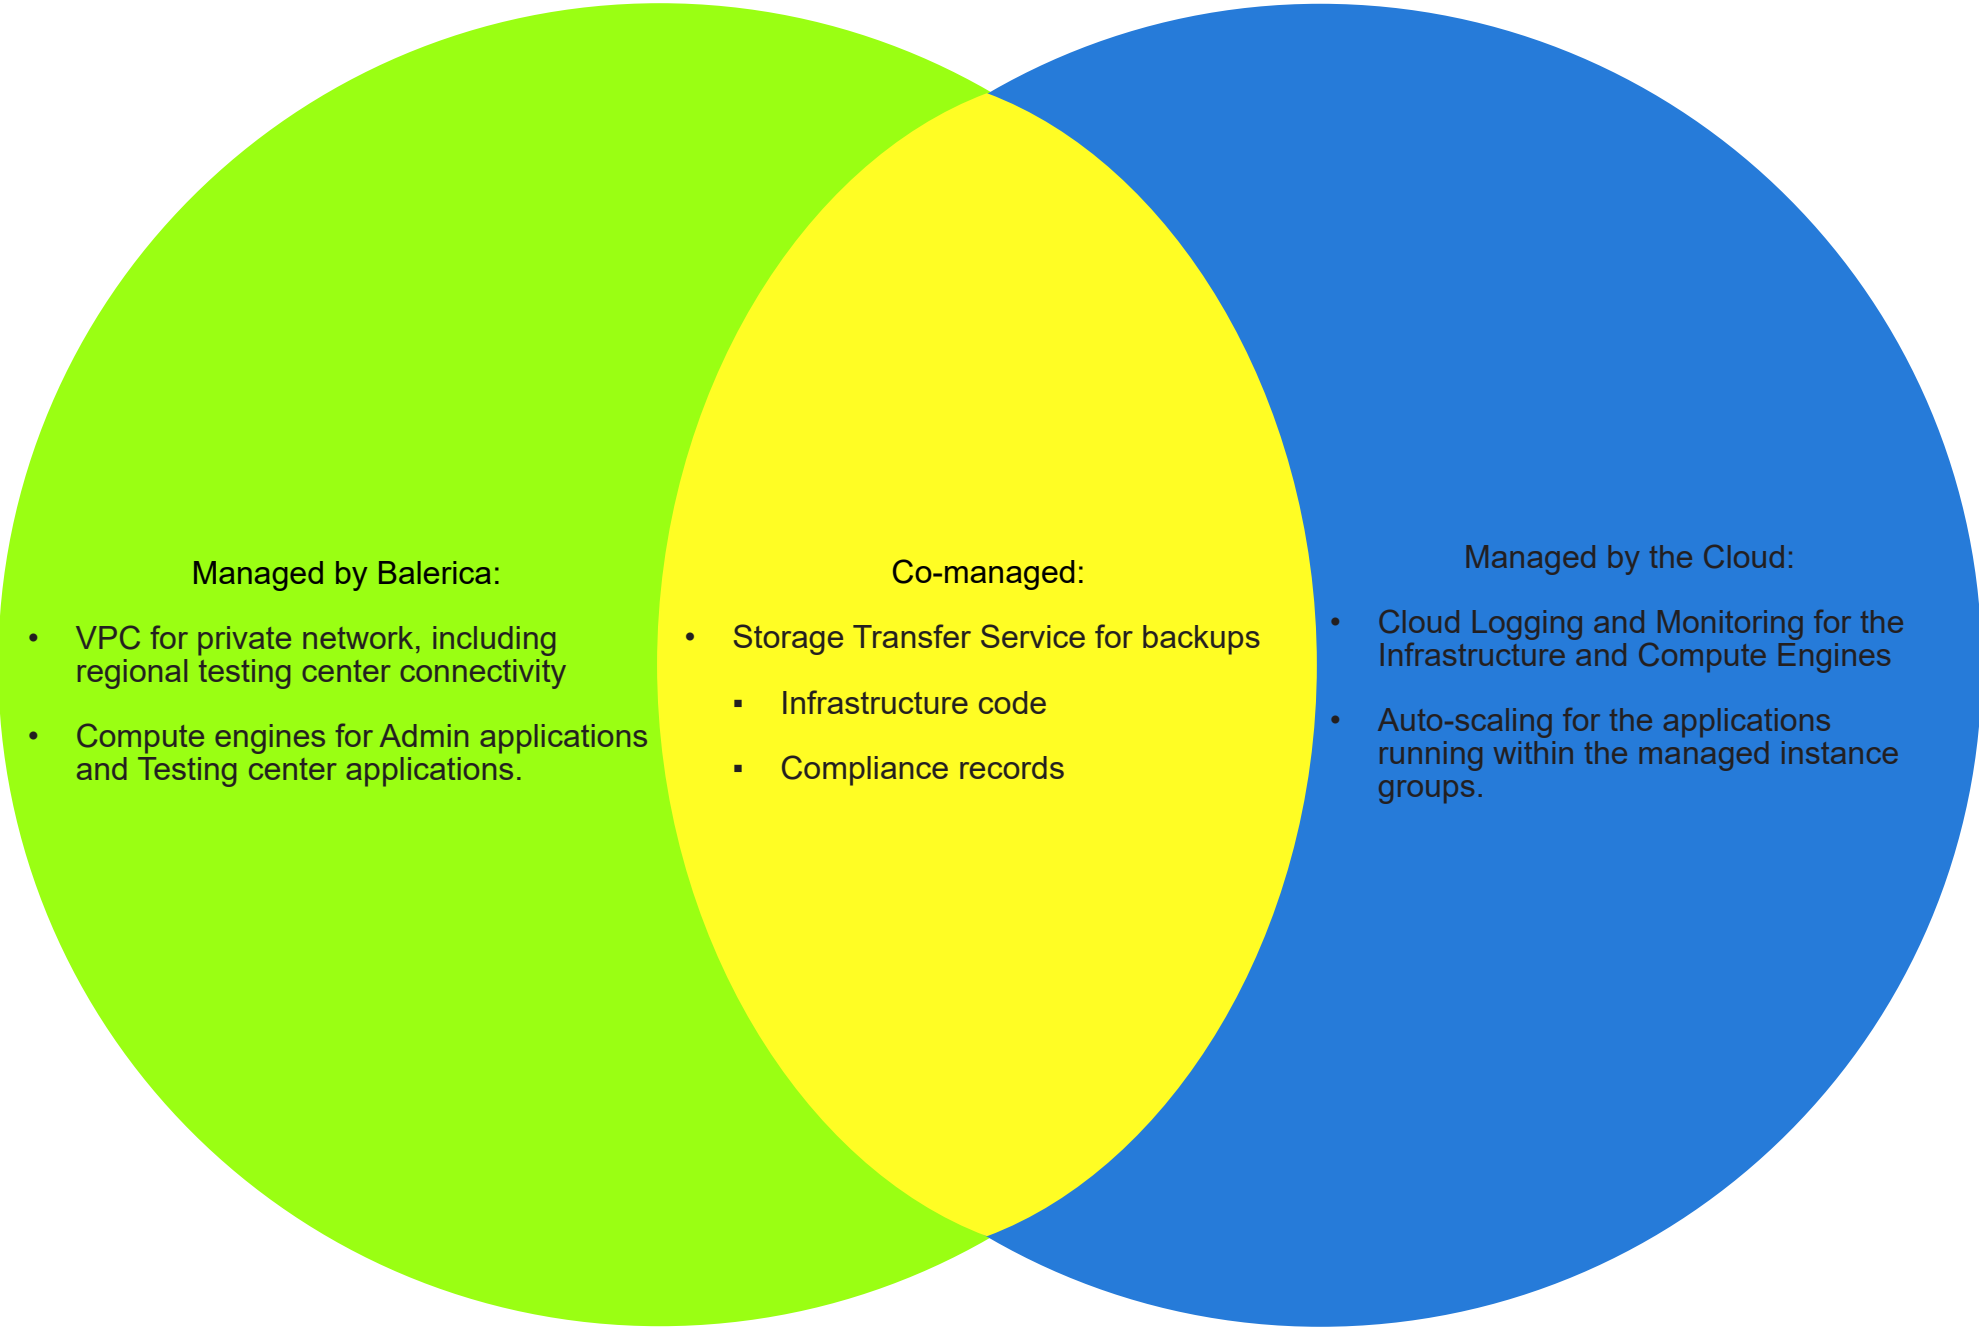 Managed by Balerica:
• VPC for private network, including
regional testing center connectivity
• Compute engines for Admin applications
and Testing center applications.
Co-managed:
• Storage Transfer Service for backups
▪ Infrastructure code
▪ Compliance records
Managed by the Cloud:
• Cloud Logging and Monitoring for the
Infrastructure and Compute Engines
• Auto-scaling for the applications
running within the managed instance
groups.